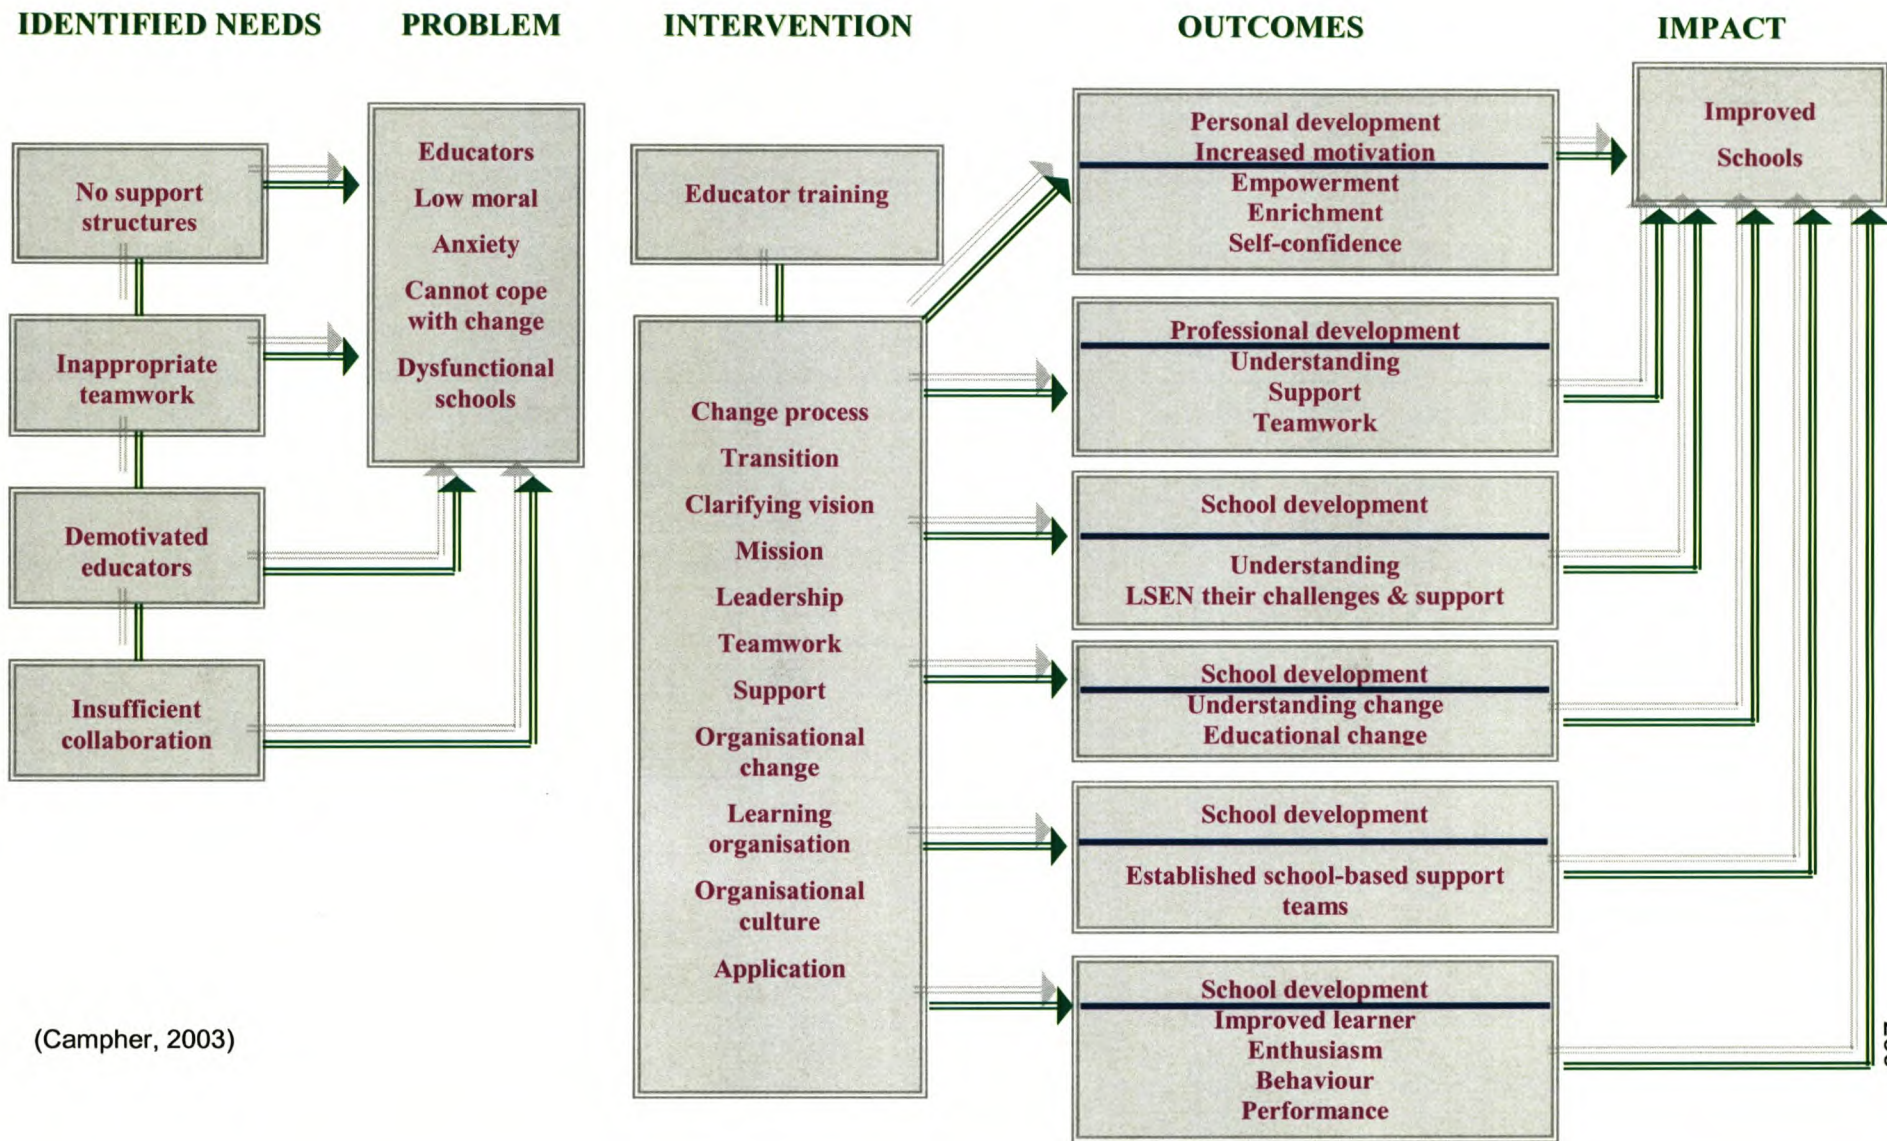 IDENTIFIED NEEDS
PROBLEM
INTERVENTION
OUTCOMES
IMPACT
No support
structures
Inappropriate
teamwork
Demotivated
educators
Insufficient
collaboration
Educators
Low moral
Anxiety
Cannot cope
with change
Dysfunctional
schools
Educator training
Change process
Transition
Clarifying vision
Mission
Leadership
Teamwork
Support
Organisational
change
Learning
organisation
Organisational
culture
Application
Personal development
Increased motivation
Empowerment
Enrichment
Self-confidence
Professional development
Understanding
Support
Teamwork
School development
Understanding
LSEN their challenges & support
School development
Understanding change
Educational change
School development
Established school-based support
teams
School development
Improved learner
Enthusiasm
Behaviour
Performance
Improved
Schools
(Campher, 2003)